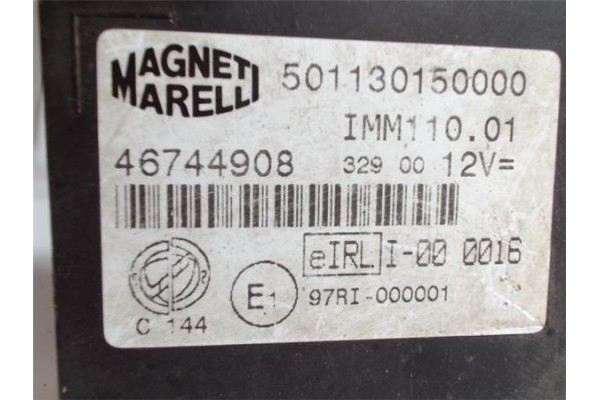 MAGNETI MARELLI
501130150000
IMM110.01
46744908 329 00 12V=
eIRL I-00 0016
E1 97RI-000001
C 144